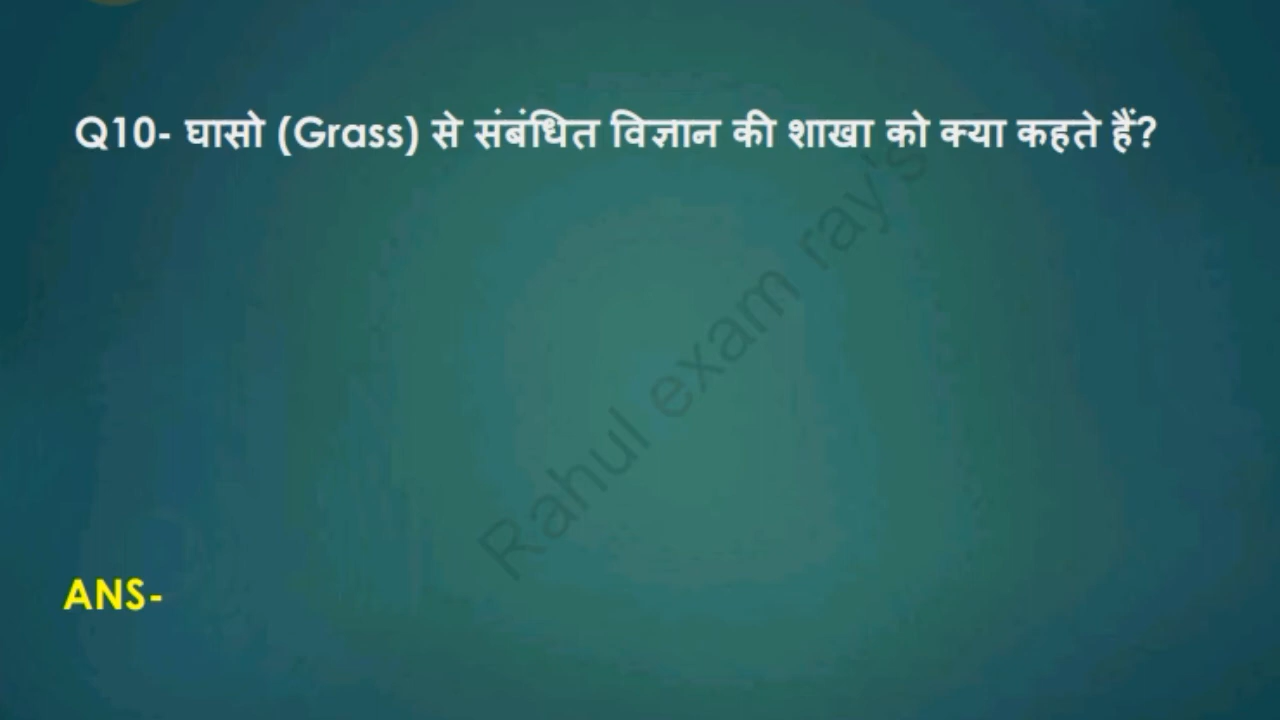 Q10- घासो (Grass) से संबंधित विज्ञान की शाखा को क्या कहते हैं?
Rahul exam ray's
ANS-